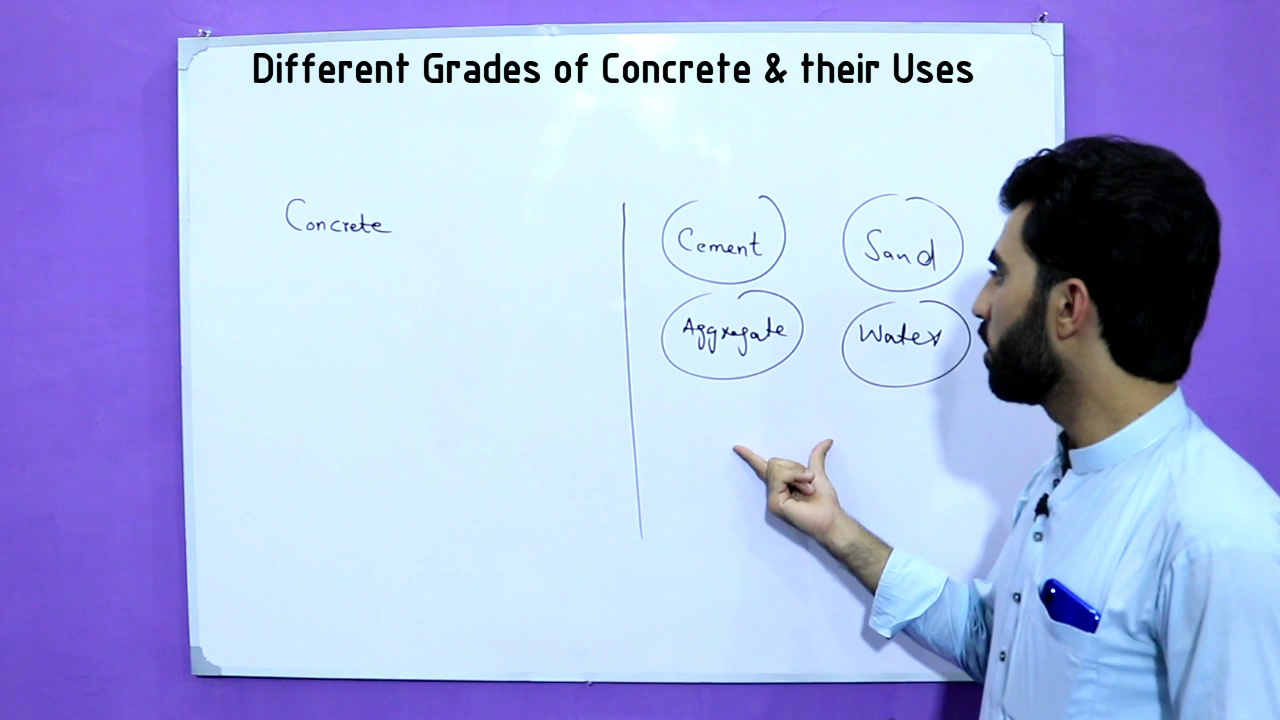 Different Grades of Concrete & their Uses
Concrete
Cement
Sand
Aggregate
Water